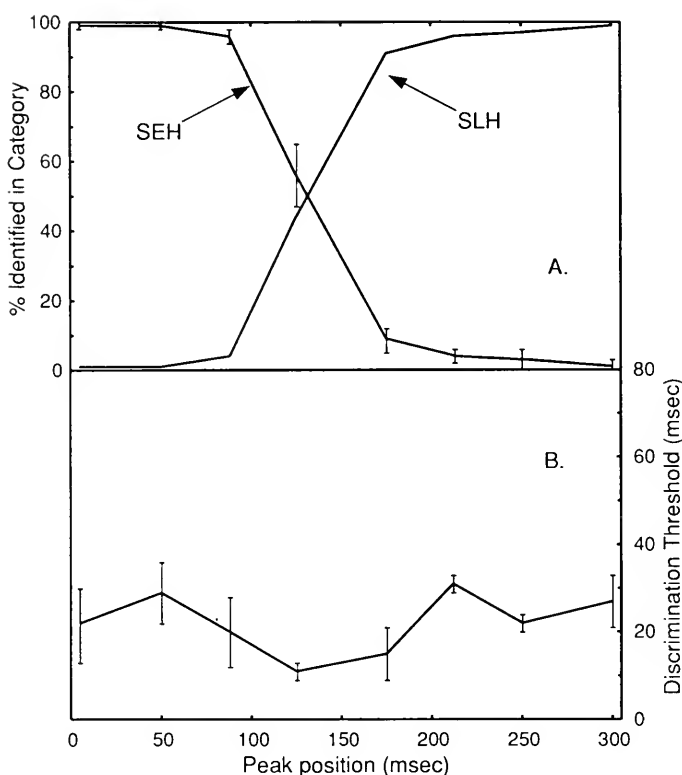 100
80
60
40
20
0
% Identified in Category
SEH
SLH
A.
80
60
40
20
0
Discrimination Threshold (msec)
B.
0 50 100 150 200 250 300
Peak position (msec)